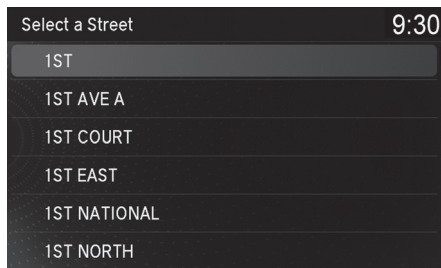 Select a Street 9:30
1ST
1ST AVE A
1ST COURT
1ST EAST
1ST NATIONAL
1ST NORTH